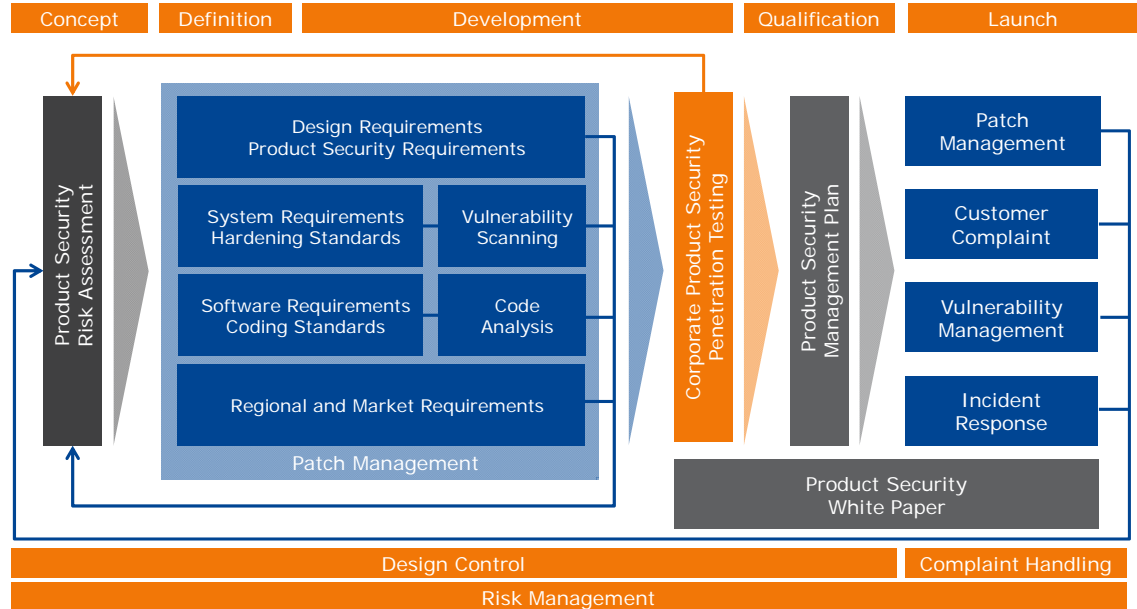 Concept
Definition
Development
Qualification
Launch
Product Security
Risk Assessment
Design Requirements
Product Security Requirements
System Requirements
Hardening Standards
Vulnerability
Scanning
Software Requirements
Coding Standards
Code
Analysis
Regional and Market Requirements
Patch Management
Corporate Product Security
Penetration Testing
Product Security
Management Plan
Patch
Management
Customer
Complaint
Vulnerability
Management
Incident
Response
Product Security
White Paper
Design Control
Complaint Handling
Risk Management